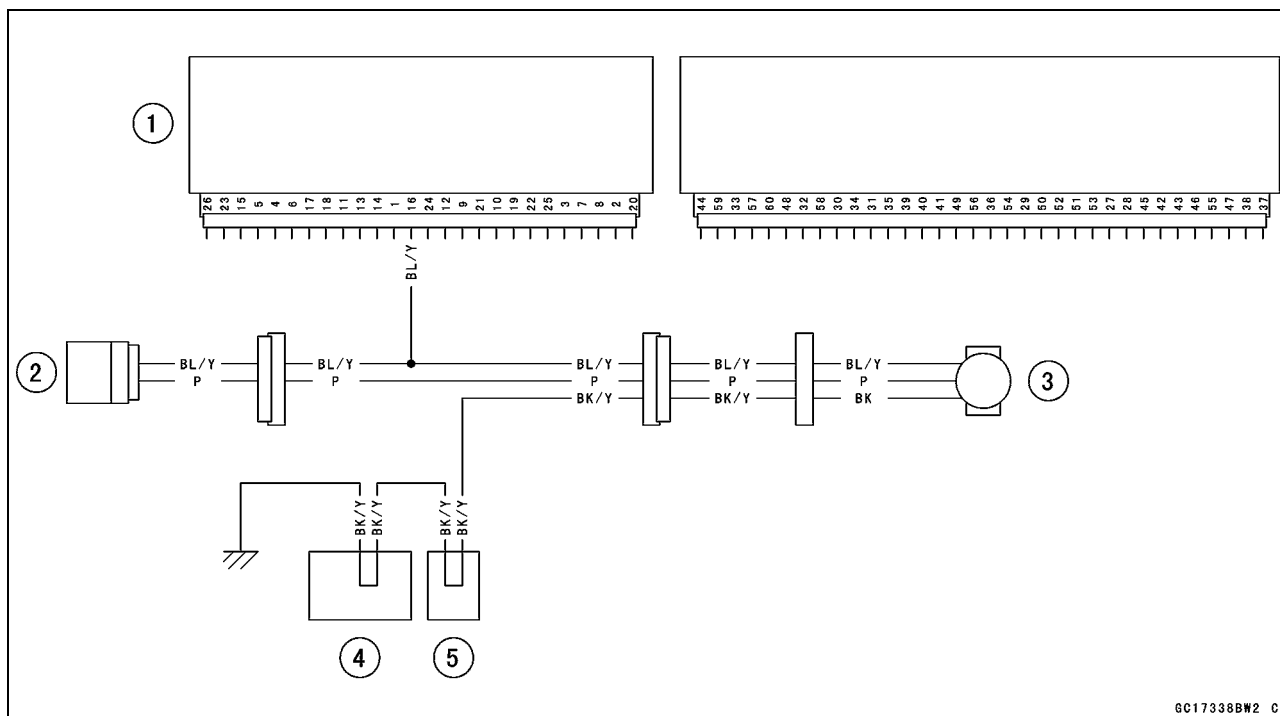 1
26 23 15 5 4 6 17 18 11 13 14 1 16 24 12 9 21 10 19 22 25 3 7 8 2 20
44 59 33 57 60 48 32 58 30 34 31 35 39 40 41 49 56 36 54 29 50 52 51 53 27 28 45 42 43 46 55 47 38 37
BL/Y
2
BL/Y BL/Y BL/Y BL/Y BL/Y
P P P P P
BK/Y BK/Y BK
3
BK/Y BK/Y BK/Y BK/Y
4 5
GC17338BW2 C